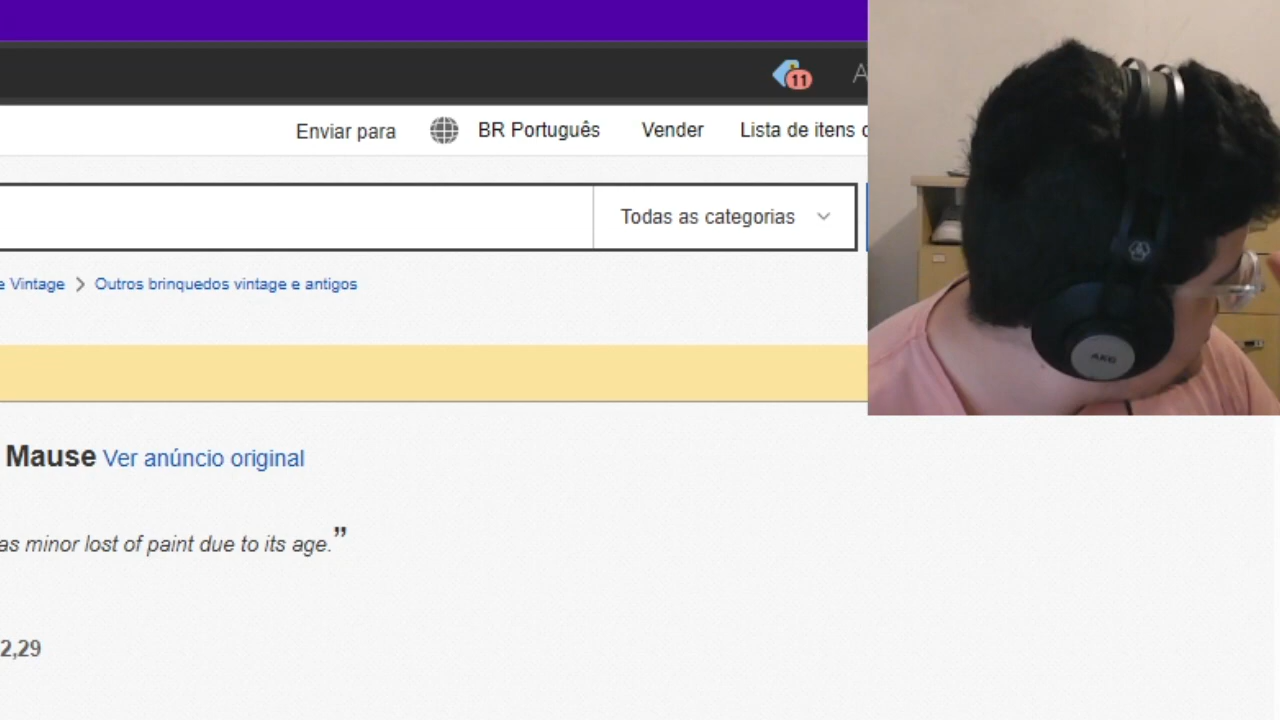 11
A
Enviar para BR Português Vender Lista de itens
Todas as categorias
e Vintage > Outros brinquedos vintage e antigos
Mause Ver anúncio original
as minor lost of paint due to its age.”
2,29
AKG